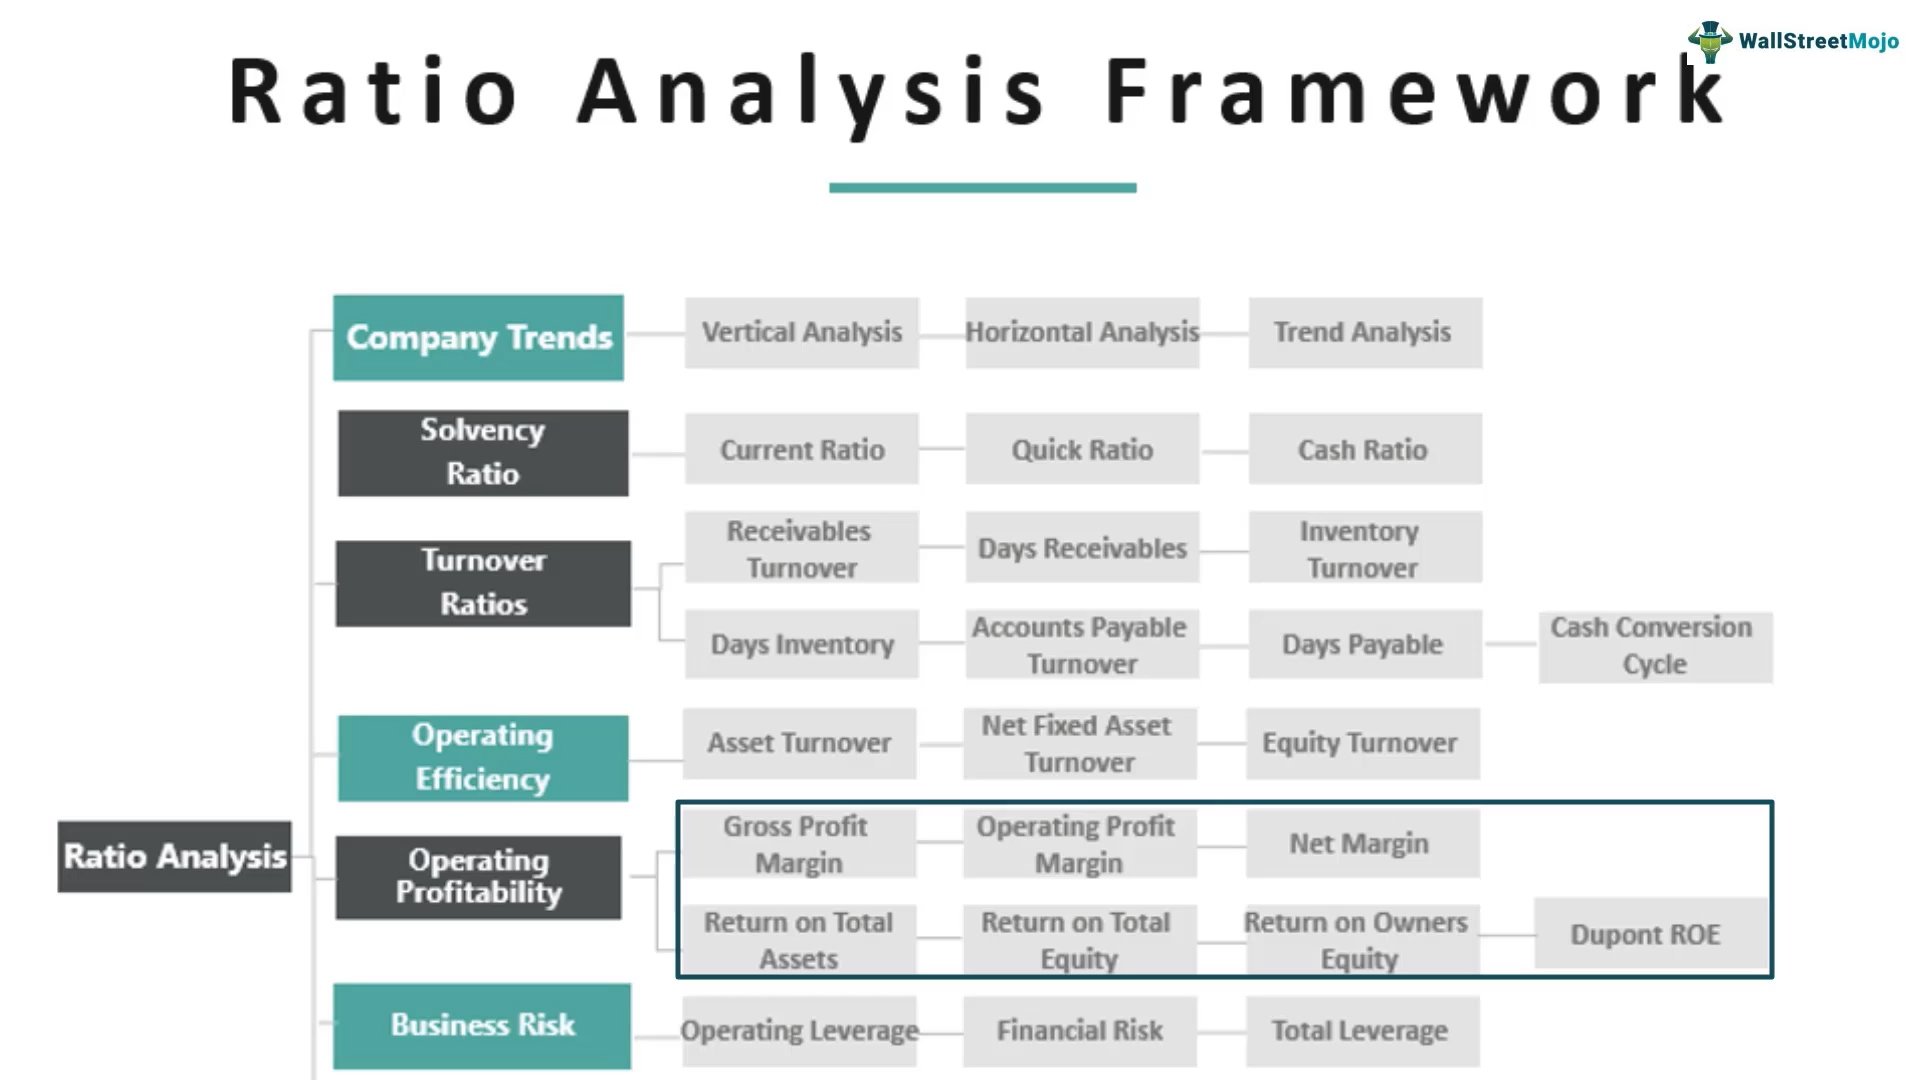 WallStreetMojo
Ratio Analysis Framework
Company Trends
Vertical Analysis
Horizontal Analysis
Trend Analysis
Solvency
Ratio
Current Ratio
Quick Ratio
Cash Ratio
Turnover
Ratios
Receivables
Turnover
Days Receivables
Inventory
Turnover
Days Inventory
Accounts Payable
Turnover
Days Payable
Cash Conversion
Cycle
Operating
Efficiency
Asset Turnover
Net Fixed Asset
Turnover
Equity Turnover
Ratio Analysis
Operating
Profitability
Gross Profit
Margin
Operating Profit
Margin
Net Margin
Return on Total
Assets
Return on Total
Equity
Return on Owners
Equity
Dupont ROE
Business Risk
Operating Leverage
Financial Risk
Total Leverage